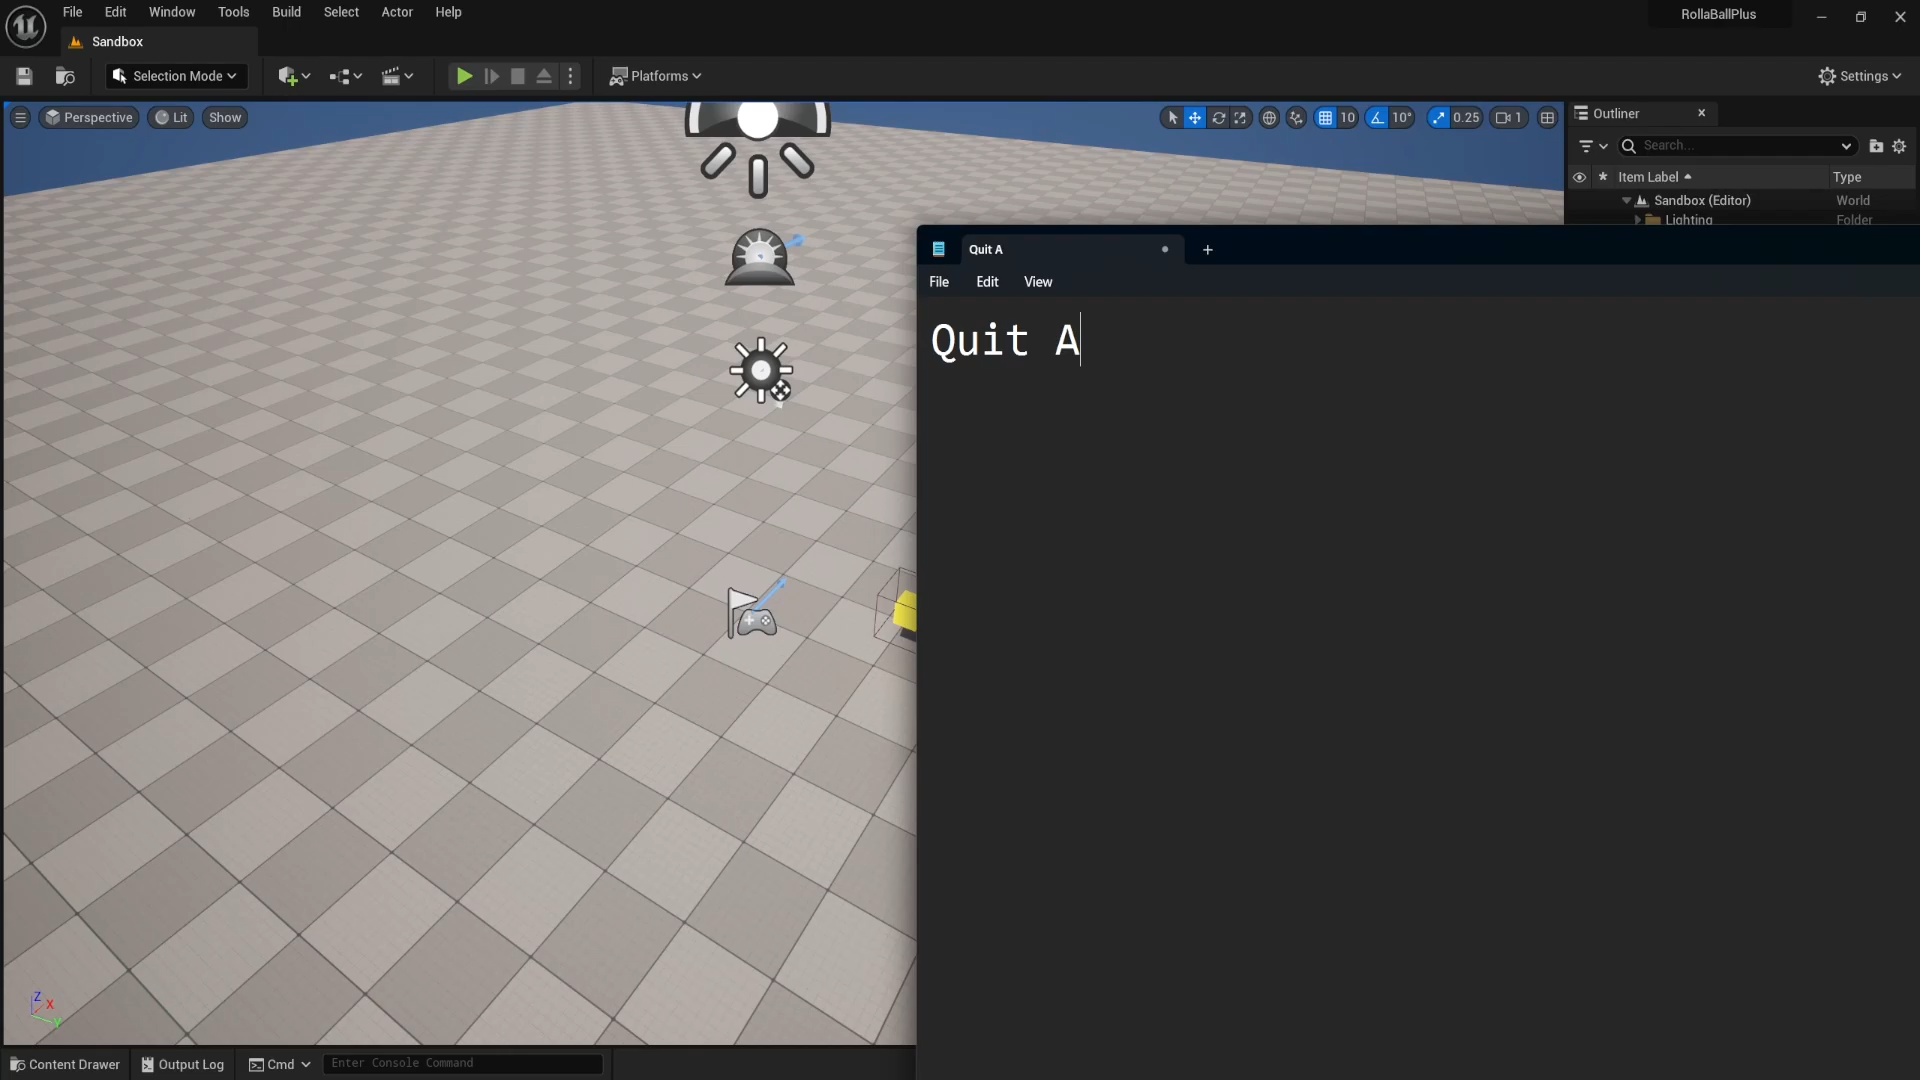 File Edit Window Tools Build Select Actor Help
RollaBallPlus
Sandbox
Selection Mode
Platforms
Settings
Perspective Lit Show
10 10° 0.25 1
Outliner
Search...
Item Label Type
Sandbox (Editor) World
Lighting Folder
Quit A
File Edit View
Quit A
Z X Y
Content Drawer Output Log Cmd Enter Console Command